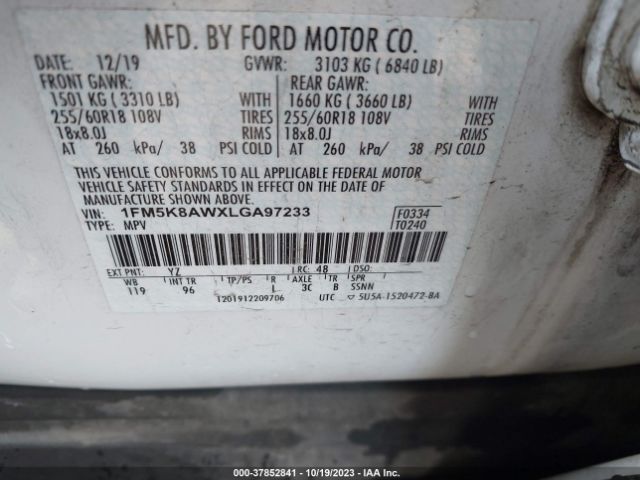 MFD. BY FORD MOTOR CO.
DATE: 12/19 GVWR: 3103 KG ( 6840 LB)
FRONT GAWR: REAR GAWR:
1501 KG ( 3310 LB) WITH 1660 KG ( 3660 LB) WITH
255/60R18 108V TIRES 255/60R18 108V TIRES
18x8.0J RIMS 18x8.0J RIMS
AT 260 kPa/ 38 PSI COLD AT 260 kPa/ 38 PSI COLD
THIS VEHICLE CONFORMS TO ALL APPLICABLE FEDERAL MOTOR
VEHICLE SAFETY AND THEFT PREVENTION STANDARDS IN EFFECT ON THE DATE OF
MANUFACTURE SHOWN ABOVE.
VIN: 1FM5K8AWXLGA97233 F0334
TYPE: MPV T0240
EXT PNT: YZ RC: 48 DSO:
WB INT TR TP/PS R AXLE TR SPR
119 96 L 3C B SSNN
1201912209706 UTC 5U5A-1520472-BA
COPART-37852841 | 10/19/2023 | IAA Inc.